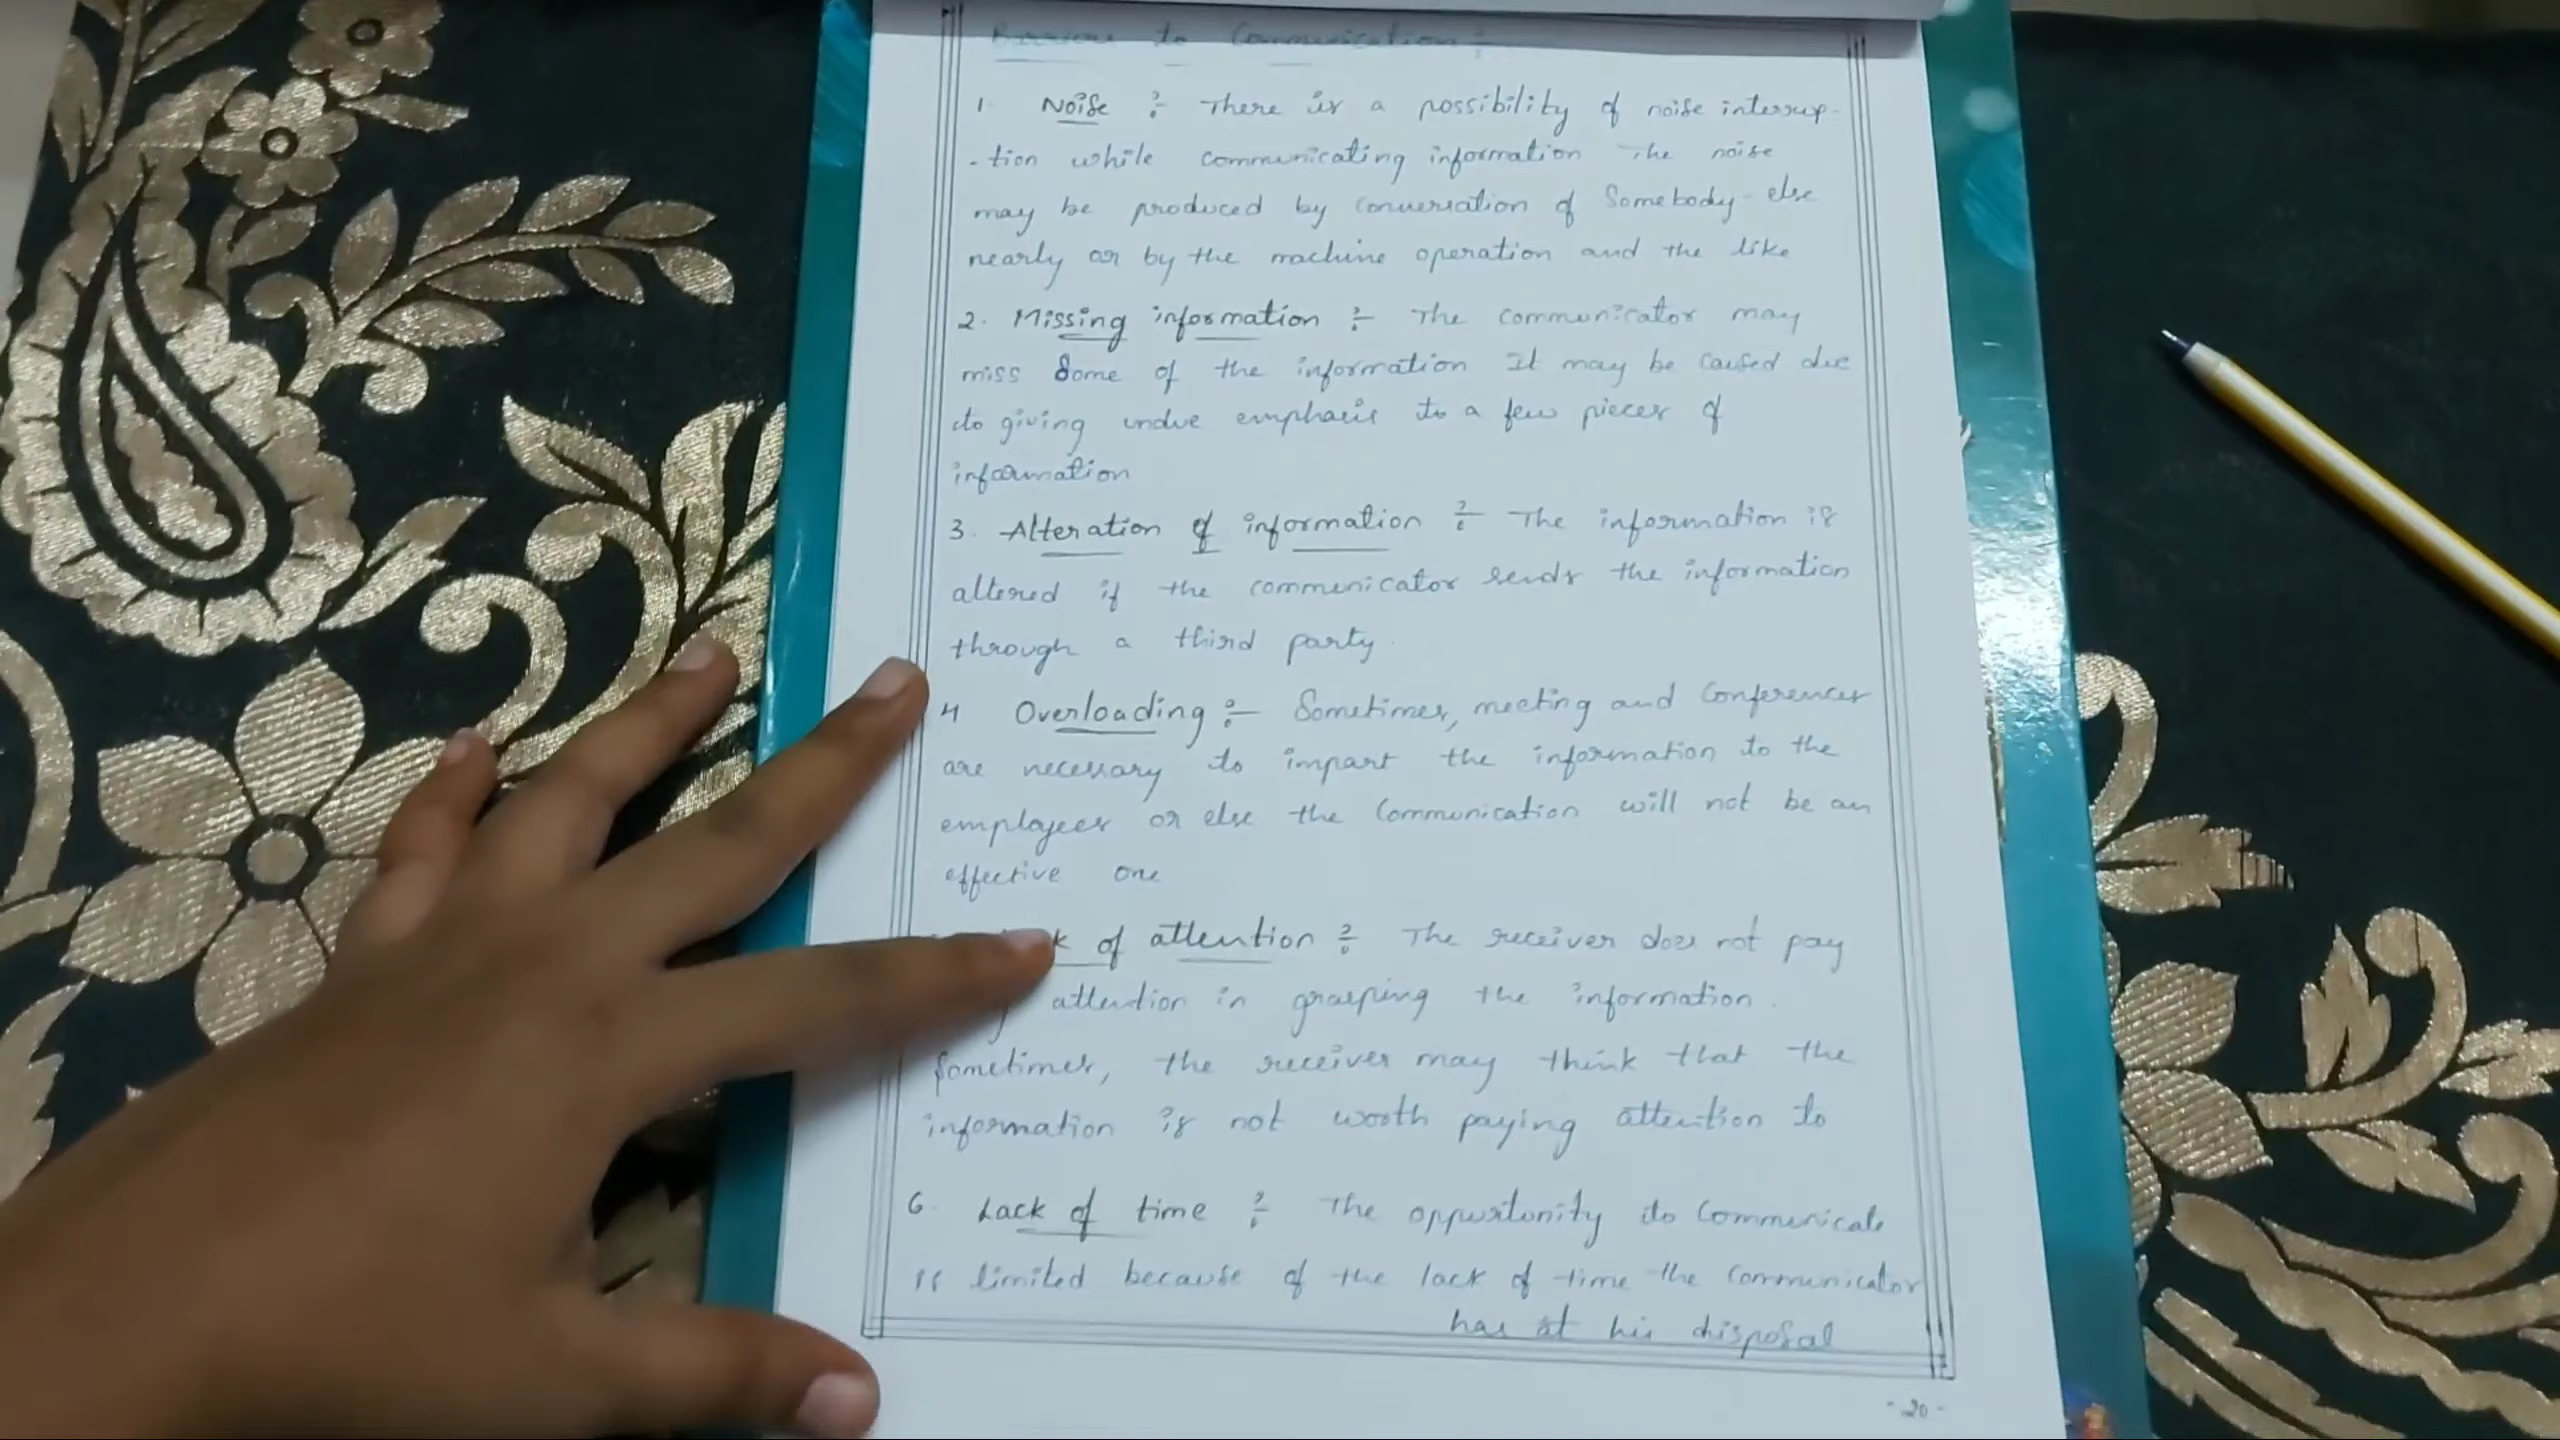 Barriers to Communication :
1. Noise :- There is a possibility of noise interrup-
-tion while communicating information The noise
may be produced by conversation of Somebody else
nearly or by the machine operation and the like
2. Missing information :- The communicator may
miss Some of the information It may be caused due
to giving undue emphasis to a few pieces of
information
3. Alteration of information :- The information is
altered if the communicator sends the information
through a third party.
4 Overloading :- Sometimes, meeting and Conferences
are necessary to impart the information to the
employees or else the Communication will not be an
effective one
k of attention :- The receiver does not pay
attention in grasping the information.
Sometimes, the receiver may think that the
information is not worth paying attention to
6. Lack of time :- The oppurtunity to Communicate
is limited because of the lack of time the Communicator
has at his disposal
- 20 -